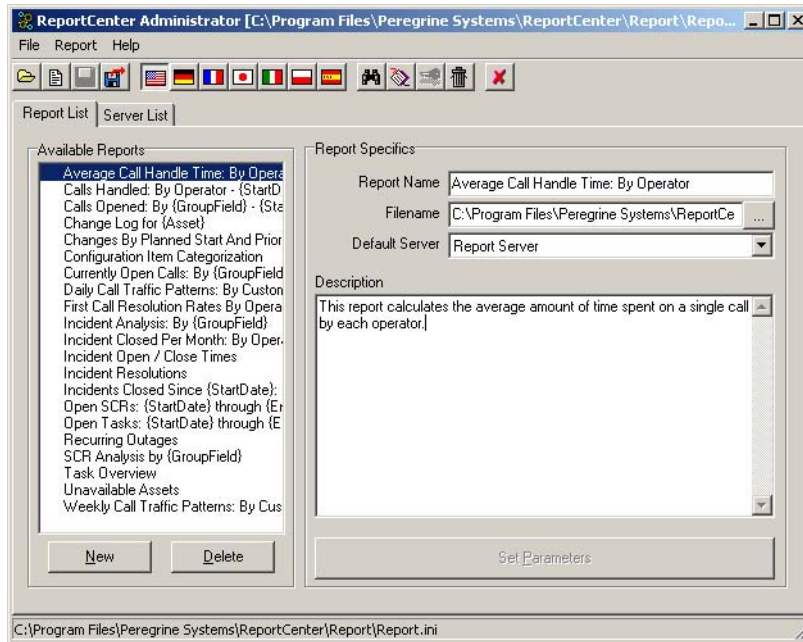 ReportCenter Administrator [C:\Program Files\Peregrine Systems\ReportCenter\Report\Repo...
File Report Help
Report List Server List
Available Reports
Average Call Handle Time: By Opera
Calls Handled: By Operator - {StartD
Calls Opened: By {GroupField} - {Sta
Change Log for {Asset}
Changes By Planned Start And Prior
Configuration Item Categorization
Currently Open Calls: By {GroupField
Daily Call Traffic Patterns: By Custon
First Call Resolution Rates By Opera
Incident Analysis: By {GroupField}
Incident Closed Per Month: By Oper
Incident Open / Close Times
Incident Resolutions
Incidents Closed Since {StartDate}:
Open SCRs: {StartDate} through {Er
Open Tasks: {StartDate} through {E
Recurring Outages
SCR Analysis by {GroupField}
Task Overview
Unavailable Assets
Weekly Call Traffic Patterns: By Cus
New Delete
Report Specifics
Report Name Average Call Handle Time: By Operator
Filename C:\Program Files\Peregrine Systems\ReportCe ...
Default Server Report Server
Description
This report calculates the average amount of time spent on a single call
by each operator.
Set Parameters
C:\Program Files\Peregrine Systems\ReportCenter\Report\Report.ini